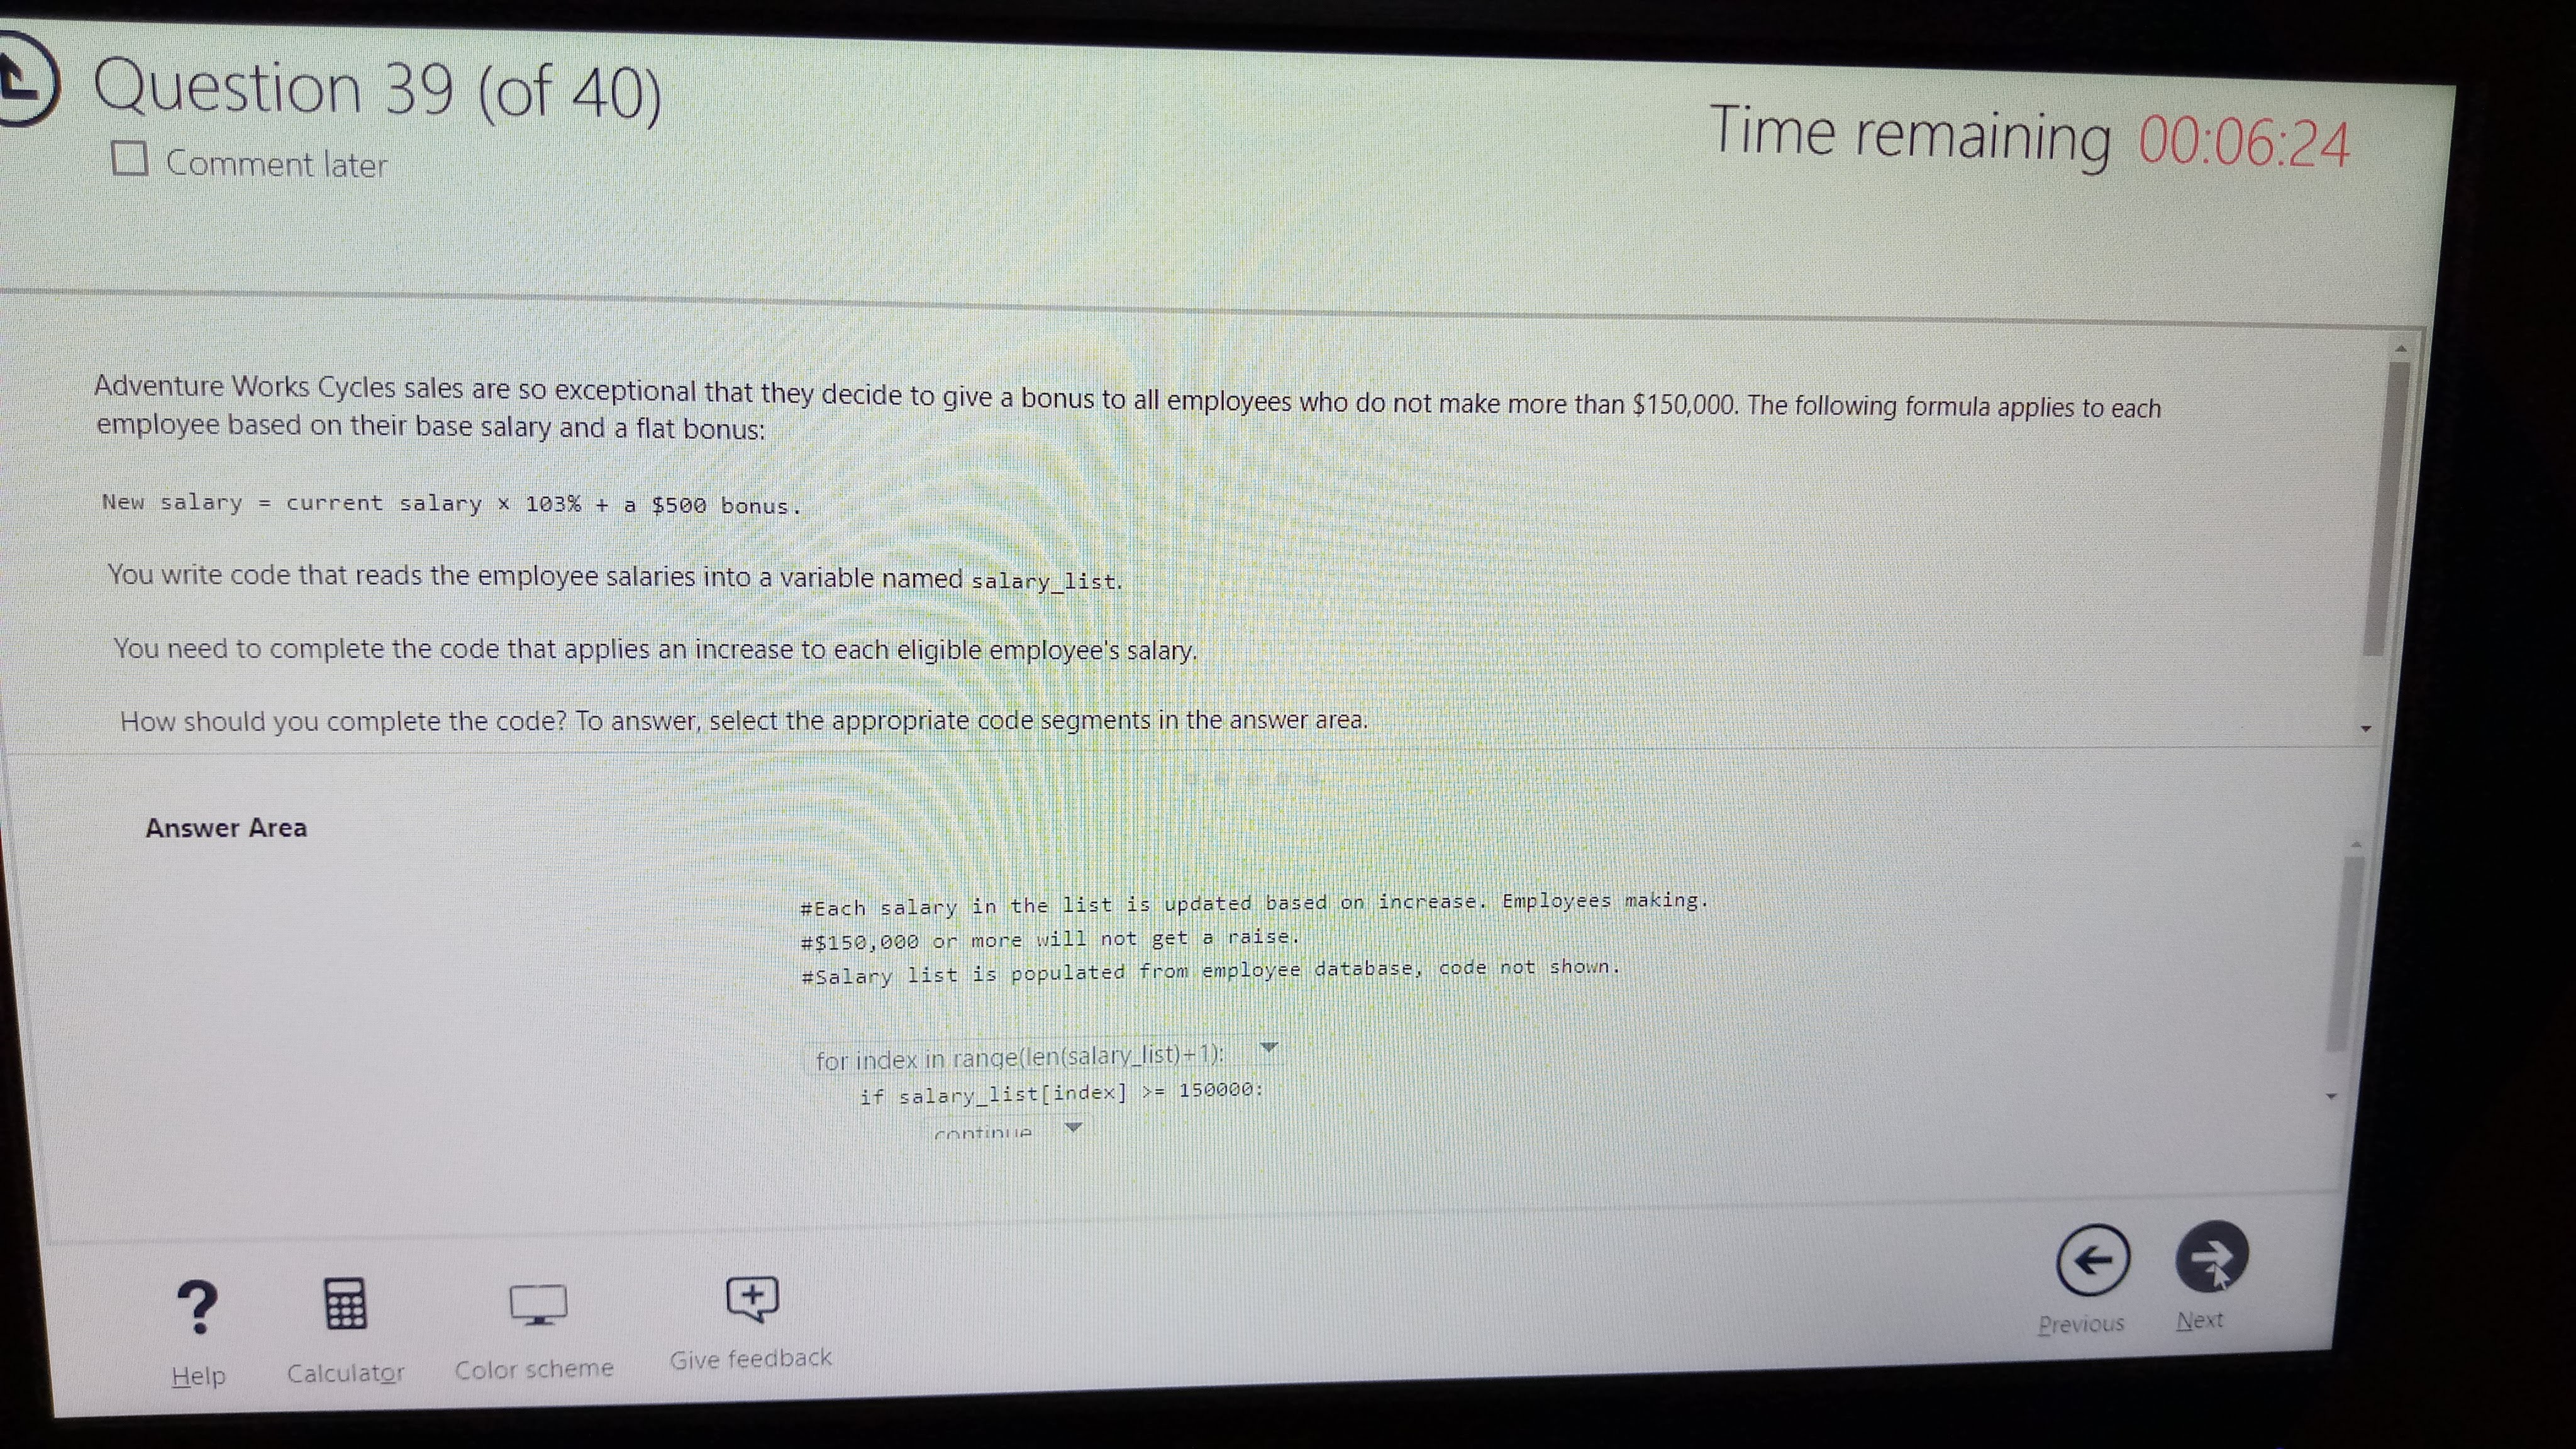 Question 39 (of 40)
Comment later
Time remaining 00:06:24
Adventure Works Cycles sales are so exceptional that they decide to give a bonus to all employees who do not make more than $150,000. The following formula applies to each
employee based on their base salary and a flat bonus:
New salary = current salary x 103% + a $500 bonus.
You write code that reads the employee salaries into a variable named salary_list.
You need to complete the code that applies an increase to each eligible employee's salary.
How should you complete the code? To answer, select the appropriate code segments in the answer area.
Answer Area
#Each salary in the list is updated based on increase. Employees making.
#$150,000 or more will not get a raise.
#Salary list is populated from employee database, code not shown.
for index in range(len(salary_list)+1):
if salary_list[index] >= 150000:
continue
Help
Calculator
Color scheme
Give feedback
Previous
Next